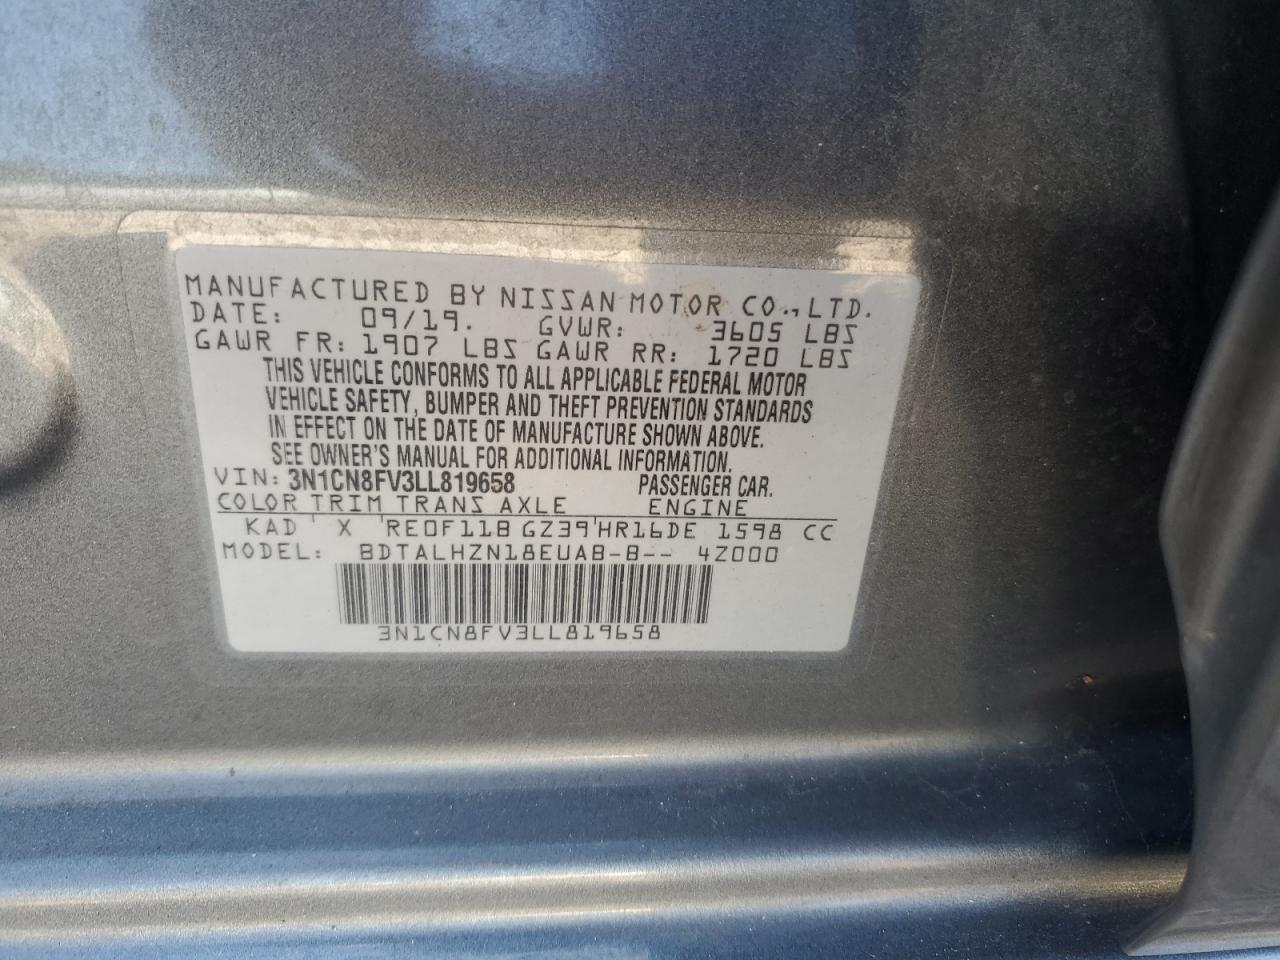 MANUFACTURED BY NISSAN MOTOR CO., LTD.
DATE: 09/19. GVWR: 3605 LBS
GAWR FR: 1907 LBS GAWR RR: 1720 LBS
THIS VEHICLE CONFORMS TO ALL APPLICABLE FEDERAL MOTOR
VEHICLE SAFETY, BUMPER AND THEFT PREVENTION STANDARDS
IN EFFECT ON THE DATE OF MANUFACTURE SHOWN ABOVE.
SEE OWNER'S MANUAL FOR ADDITIONAL INFORMATION.
VIN: 3N1CN8FV3LL819658 PASSENGER CAR.
COLOR TRIM TRANS AXLE ENGINE
KAD ' X 'RE0F11B GZ39'HR16DE 1598 CC
MODEL: BDTALHZN18EUAB-B-- 4Z000
3N1CN8FV3LL819658